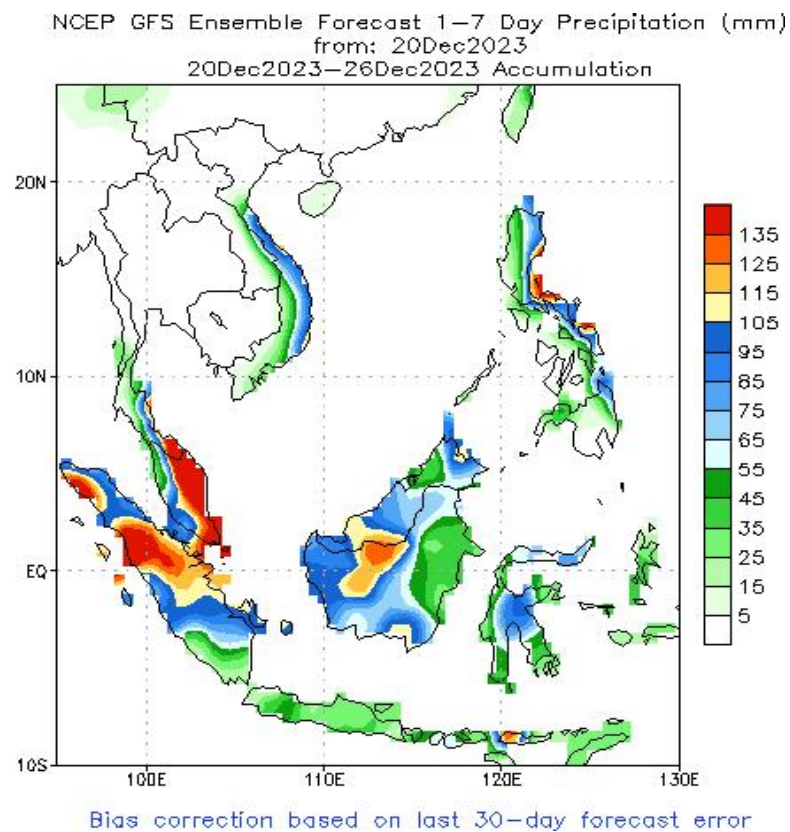 NCEP GFS Ensemble Forecast 1-7 Day Precipitation (mm)
from: 20Dec2023
20Dec2023-26Dec2023 Accumulation
20N
10N
EQ
10S
100E
110E
120E
130E
135
125
115
105
95
85
75
65
55
45
35
25
15
5
Bias correction based on last 30-day forecast error